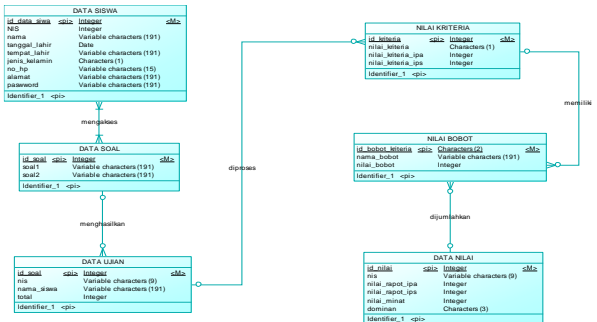 DATA SISWA
id_data_siwa <pi> Integer <M>
NIS Integer
nama Variable characters (191)
tanggal_lahir Date
tempat_lahir Variable characters (191)
jenis_kelamin Characters (1)
no_hp Variable characters (15)
alamat Variable characters (191)
password Variable characters (191)
Identifier_1 <pi>
mengakses
DATA SOAL
id_soal <pi> Integer <M>
soal1 Variable characters (191)
soal2 Variable characters (191)
Identifier_1 <pi>
menghasilkan
DATA UJIAN
id_soal <pi> Integer <M>
nis Variable characters (9)
nama_siswa Variable characters (191)
total Integer
Identifier_1 <pi>
diproses
NILAI KRITERIA
id_kriteria <pi> Integer <M>
nilai_kriteria Characters (1)
nilai_kriteria_ipa Integer
nilai_kriteria_ips Integer
Identifier_1 <pi>
memiliki
NILAI BOBOT
id_bobot_kriteria <pi> Characters (2) <M>
nama_bobot Variable characters (191)
nilai_bobot Integer
Identifier_1 <pi>
dijumlahkan
DATA NILAI
id_nilai <pi> Integer <M>
nis Variable characters (9)
nilai_rapot_ipa Integer
nilai_rapot_ips Integer
nilai_minat Integer
dominan Characters (3)
Identifier_1 <pi>